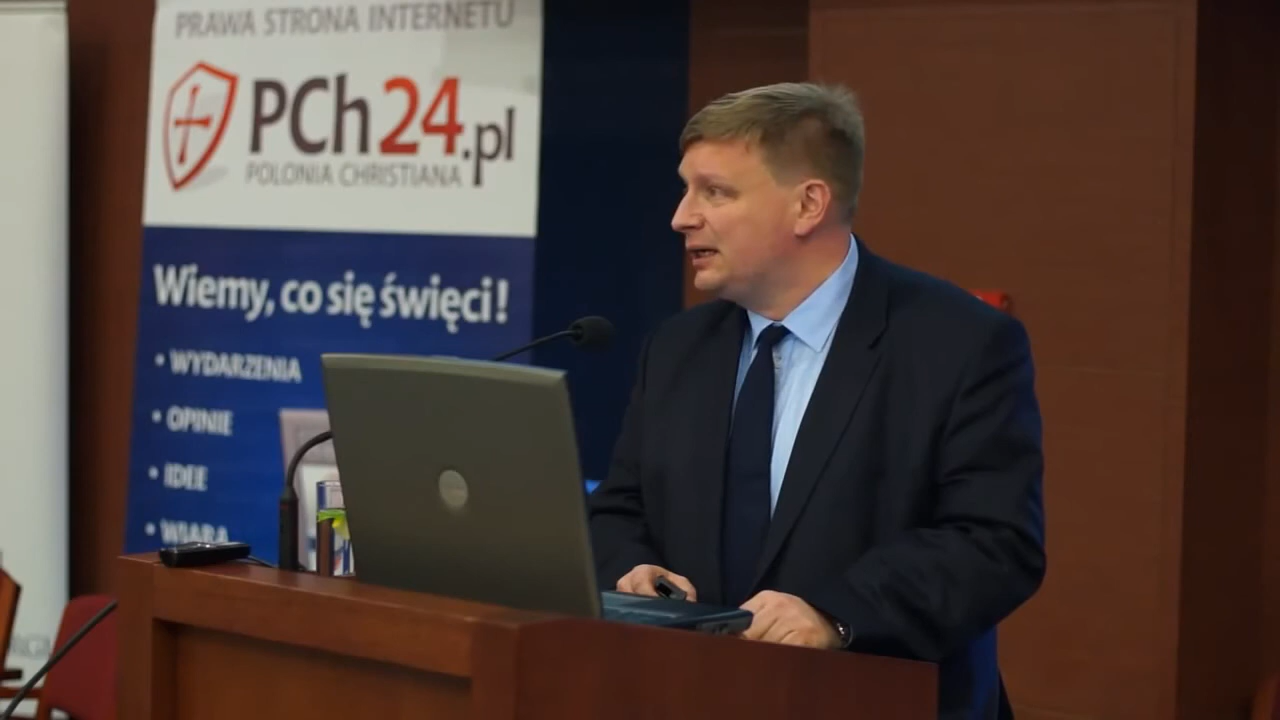 PRAWA STRONA INTERNETU
PCh24.pl
POLONIA CHRISTIANA
Wiemy, co się święci!
• WYDARZENIA
• OPINIE
• IDEE
• WIARA